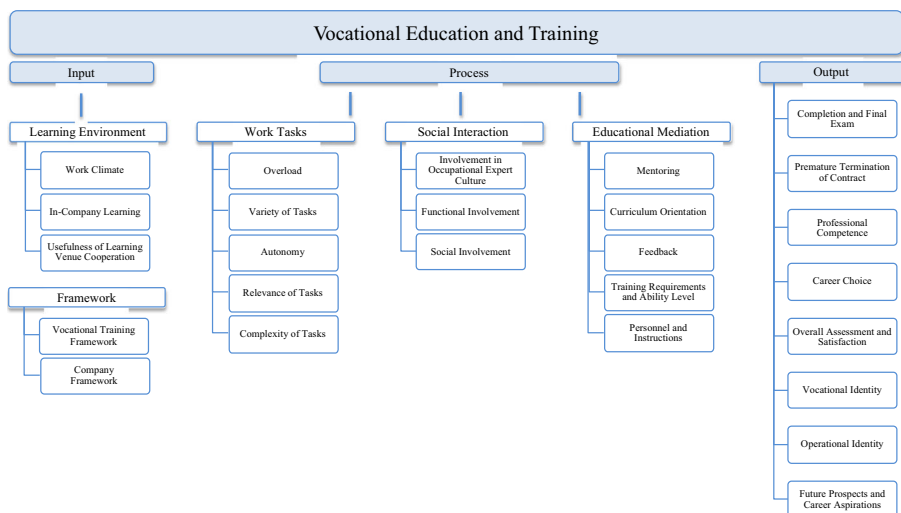 Vocational Education and Training
Input
Process
Output
Learning Environment
Work Climate
In-Company Learning
Usefulness of Learning
Venue Cooperation
Framework
Vocational Training
Framework
Company
Framework
Work Tasks
Overload
Variety of Tasks
Autonomy
Relevance of Tasks
Complexity of Tasks
Social Interaction
Involvement in
Occupational Expert
Culture
Functional Involvement
Social Involvement
Educational Mediation
Mentoring
Curriculum Orientation
Feedback
Training Requirements
and Ability Level
Personnel and
Instructions
Completion and Final
Exam
Premature Termination
of Contract
Professional
Competence
Career Choice
Overall Assessment and
Satisfaction
Vocational Identity
Operational Identity
Future Prospects and
Career Aspirations